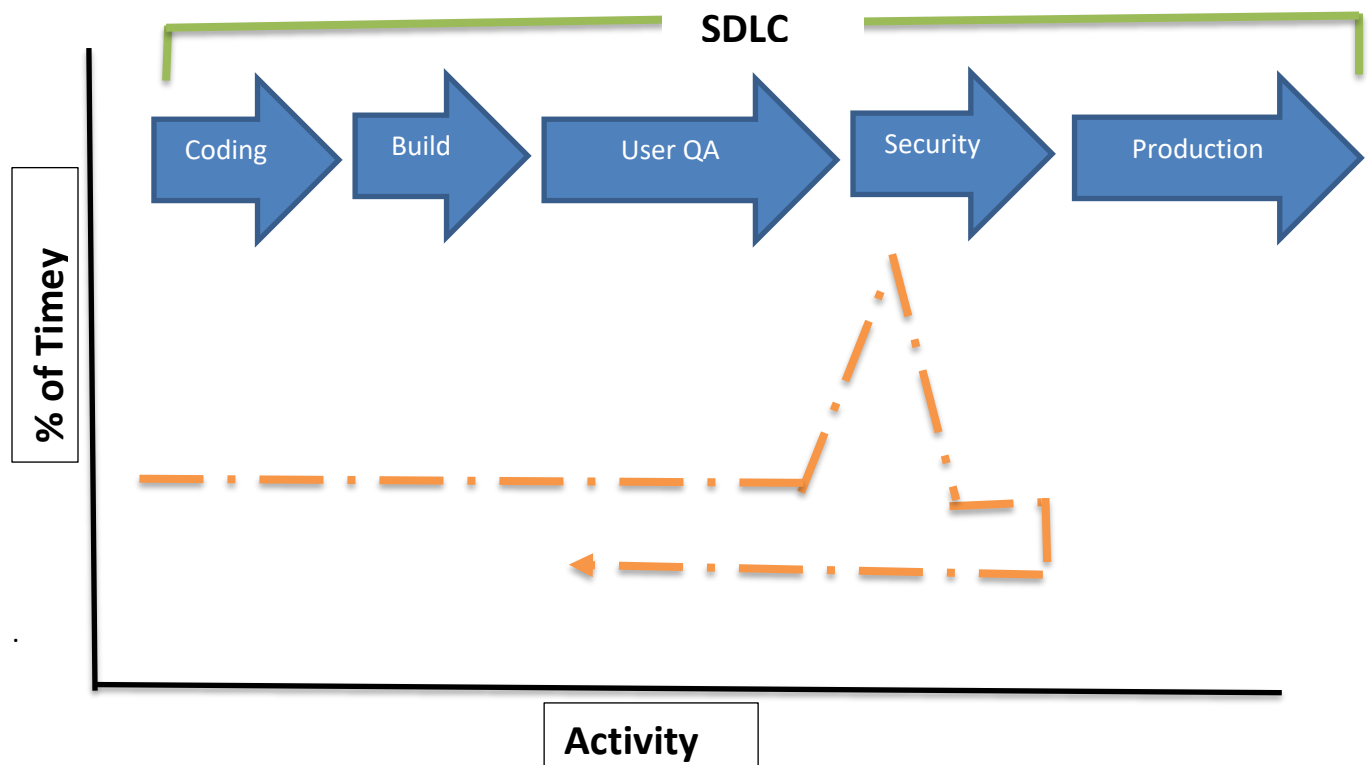 SDLC
Coding
Build
User QA
Security
Production
% of Timey
.
Activity